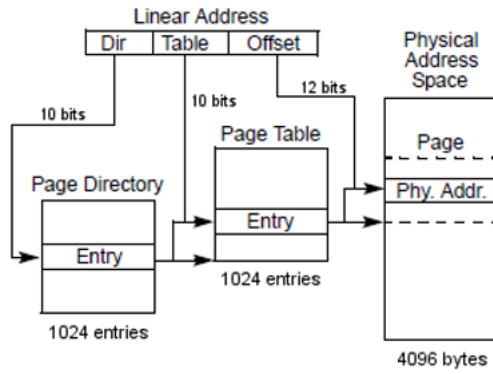 Linear Address
Dir Table Offset
Physical
Address
Space
10 bits
10 bits
12 bits
Page Table
Page
Page Directory
Phy. Addr.
Entry
Entry
1024 entries
1024 entries
4096 bytes